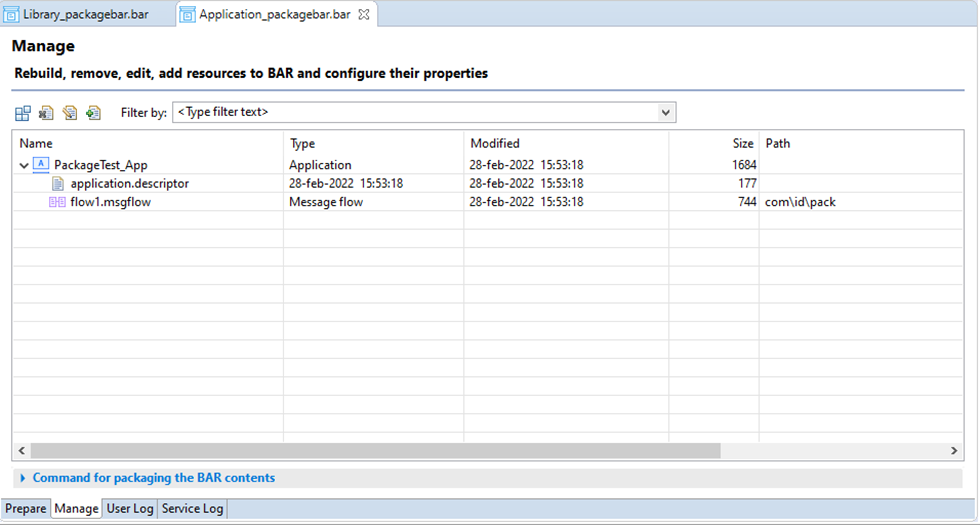 Library_packagebar.bar Application_packagebar.bar
Manage
Rebuild, remove, edit, add resources to BAR and configure their properties
Filter by: <Type filter text>
Name Type Modified Size Path
A PackageTest_App Application 28-feb-2022 15:53:18 1684
application.descriptor 28-feb-2022 15:53:18 28-feb-2022 15:53:18 177
flow1.msgflow Message flow 28-feb-2022 15:53:18 744 com\id\pack
Command for packaging the BAR contents
Prepare Manage User Log Service Log